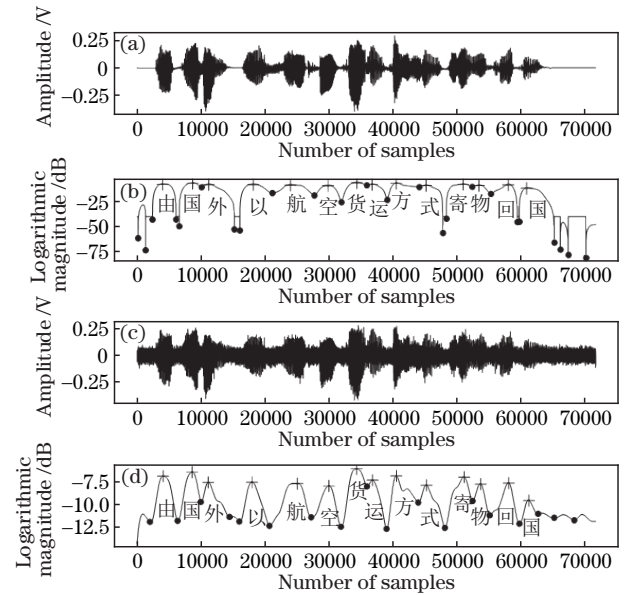 (a)
Amplitude /V
0.25
0
−0.25
0 10000 20000 30000 40000 50000 60000 70000
Number of samples
(b)
Logarithmic
magnitude /dB
−25
−50
−75
由 国 外 以 航 空 货 运 方 式 寄 物 回 国
0 10000 20000 30000 40000 50000 60000 70000
Number of samples
(c)
Amplitude /V
0.25
0
−0.25
0 10000 20000 30000 40000 50000 60000 70000
Number of samples
(d)
Logarithmic
magnitude /dB
−7.5
−10.0
−12.5
由 国 外 以 航 空 货 运 方 式 寄 物 回 国
0 10000 20000 30000 40000 50000 60000 70000
Number of samples